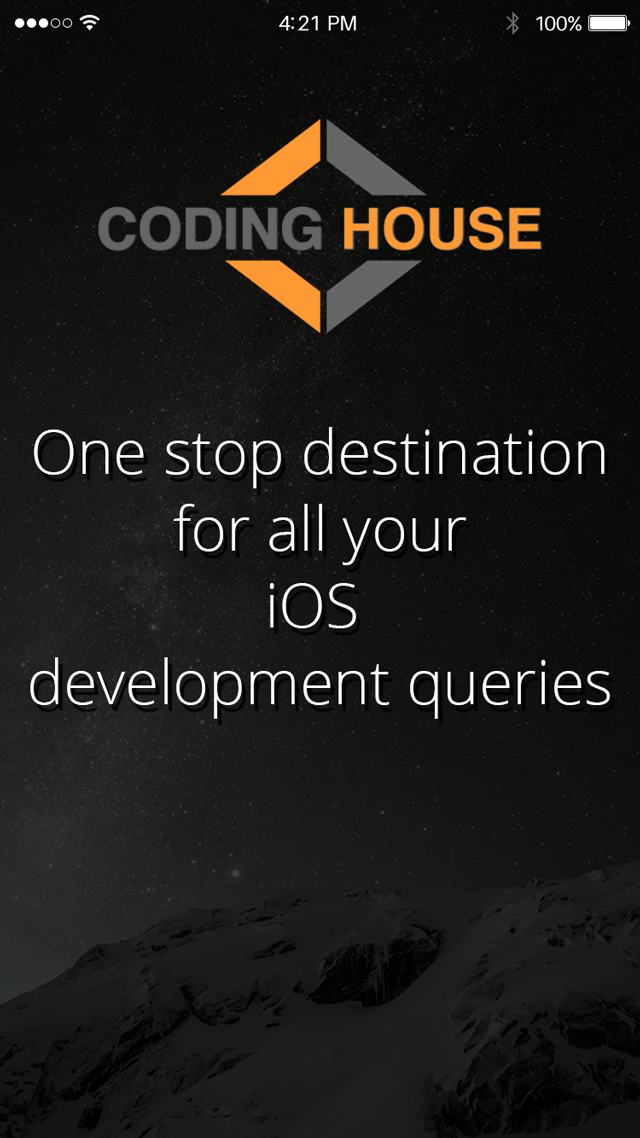 4:21 PM 100%
CODING HOUSE
One stop destination
for all your
iOS
development queries